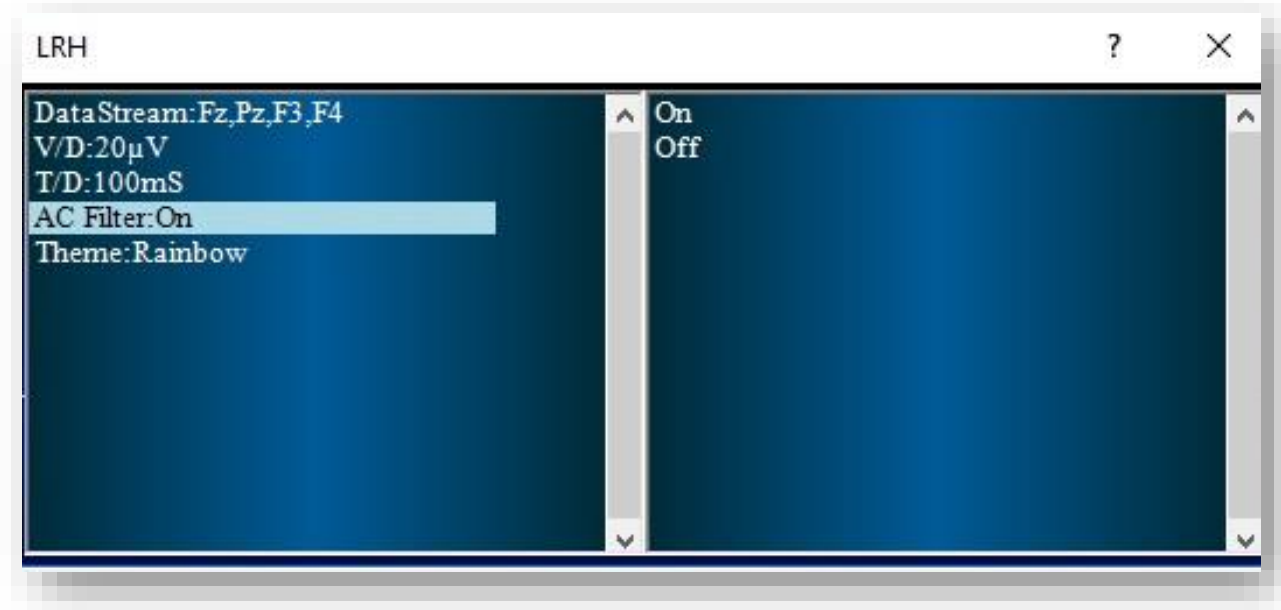 LRH
DataStream:Fz,Pz,F3,F4
V/D:20µV
T/D:100mS
AC Filter:On
Theme:Rainbow
On
Off